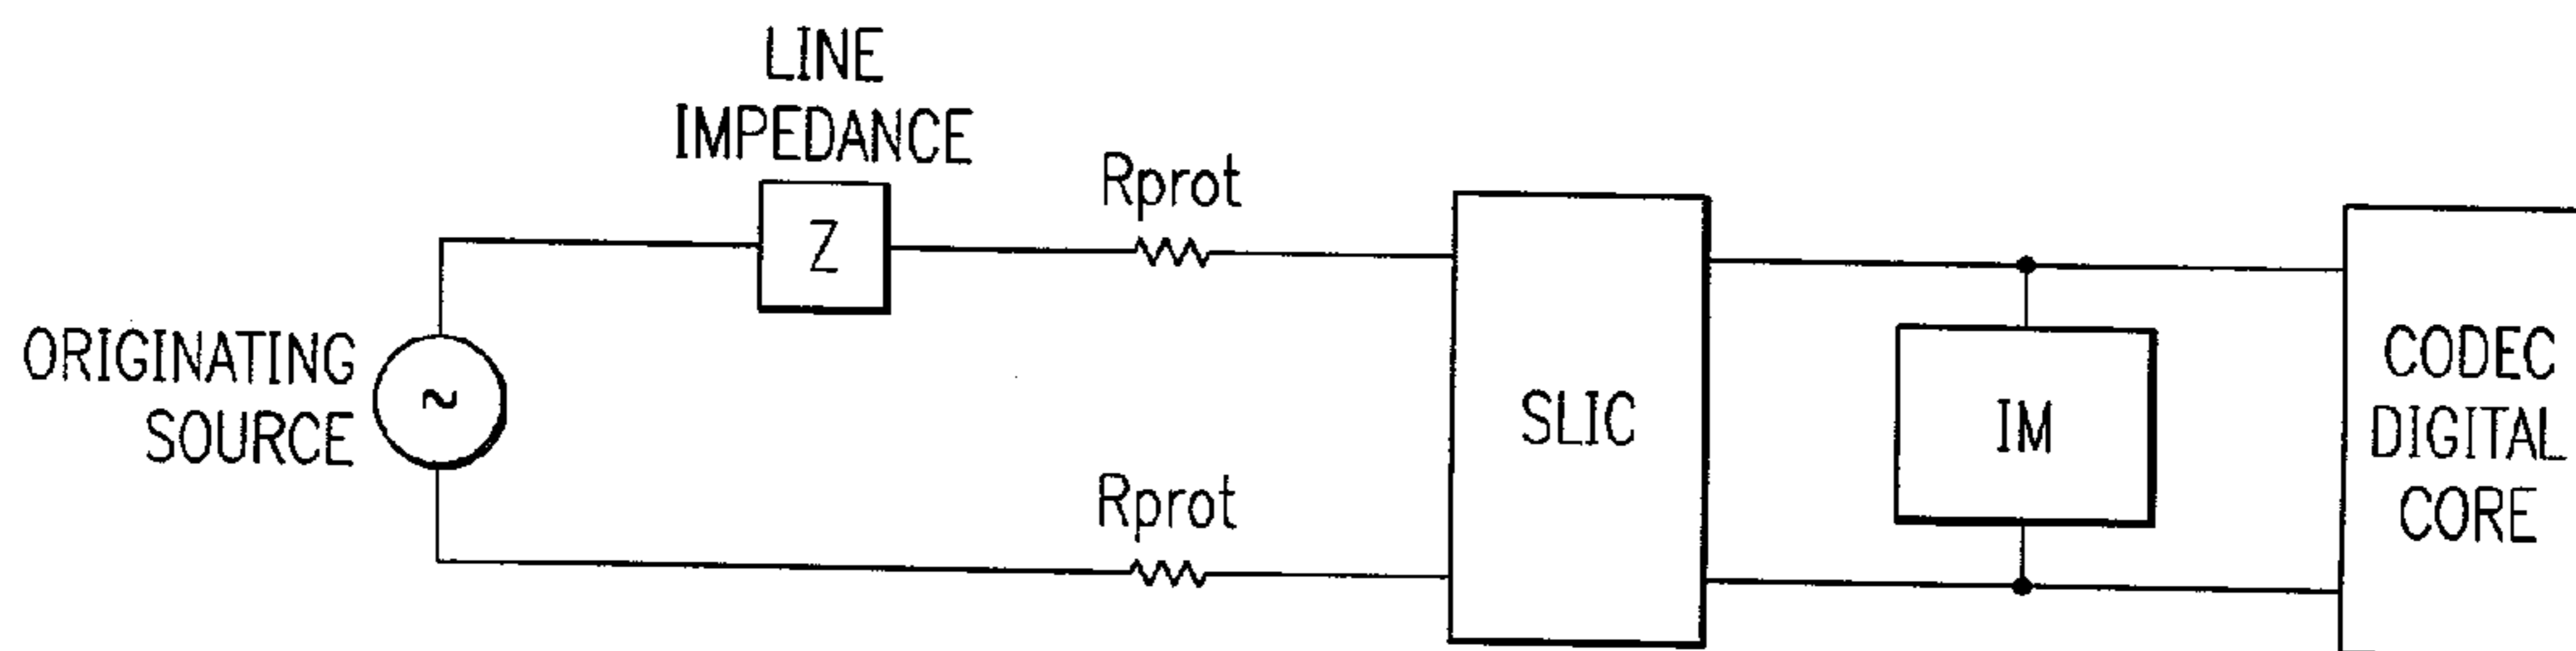 LINE
IMPEDANCE
Z
Rprot
ORIGINATING
SOURCE
~
Rprot
SLIC
IM
CODEC
DIGITAL
CORE